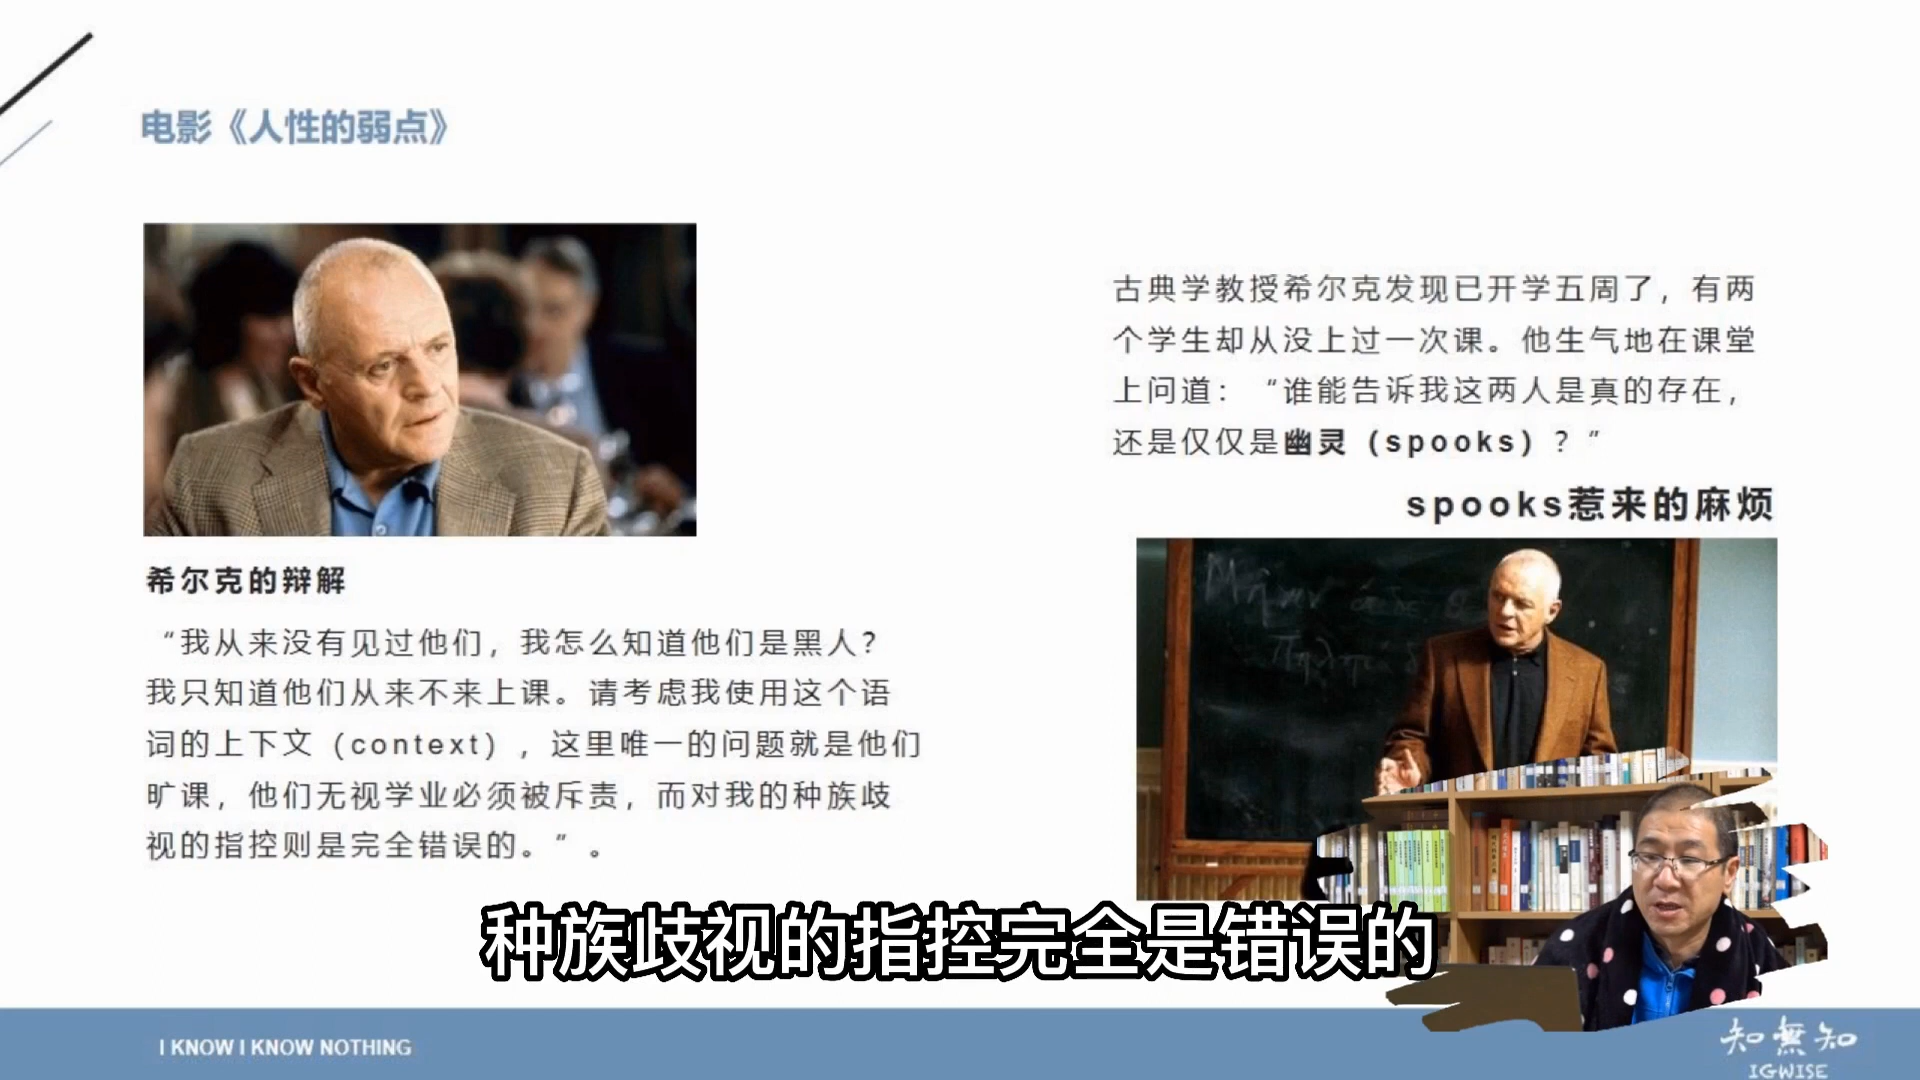 电影《人性的弱点》
古典学教授希尔克发现已开学五周了，有两
个学生却从没上过一次课。他生气地在课堂
上问道：“谁能告诉我这两人是真的存在，
还是仅仅是幽灵（spooks）？”
spooks惹来的麻烦
希尔克的辩解
“我从来没有见过他们，我怎么知道他们是黑人？
我只知道他们从来不来上课。请考虑我使用这个语
词的上下文（context），这里唯一的问题就是他们
旷课，他们无视学业必须被斥责，而对我的种族歧
视的指控则是完全错误的。”。
种族歧视的指控完全是错误的
I KNOW I KNOW NOTHING
知無知
IGWISE